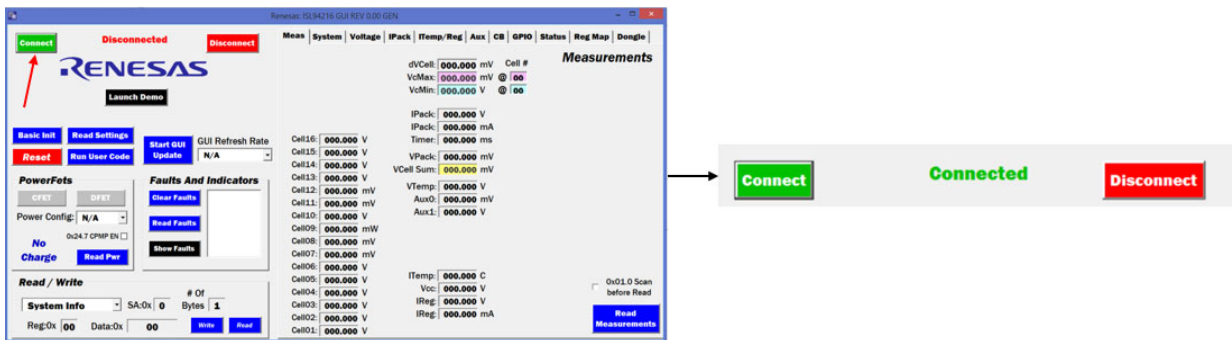 Renesas: ISL94216 GUI REV 0.00 GEN
Connect Disconnected Disconnect
RENESAS
Launch Demo
Basic Init Read Settings
Reset Run User Code
Start GUI Update
GUI Refresh Rate
N/A
PowerFets
CFET DFET
Power Config: N/A
0x24.7 CPMP EN
No Charge
Read Pwr
Faults And Indicators
Clear Faults
Read Faults
Show Faults
Read / Write
# Of
System Info SA:0x 0 Bytes 1
Reg:0x 00 Data:0x 00 Write Read
Meas System Voltage IPack ITemp/Reg Aux CB GPIO Status Reg Map Dongle
Measurements
dVCell: 000.000 mV Cell #
VcMax: 000.000 mV @ 00
VcMin: 000.000 V @ 00
IPack: 000.000 V
IPack: 000.000 mA
Timer: 000.000 ms
VPack: 000.000 mV
VCell Sum: 000.000 mV
VTemp: 000.000 V
Aux0: 000.000 mV
Aux1: 000.000 V
Cell16: 000.000 V
Cell15: 000.000 V
Cell14: 000.000 V
Cell13: 000.000 V
Cell12: 000.000 mV
Cell11: 000.000 mV
Cell10: 000.000 V
Cell09: 000.000 mW
Cell08: 000.000 mV
Cell07: 000.000 mV
Cell06: 000.000 V
Cell05: 000.000 V
Cell04: 000.000 V
Cell03: 000.000 V
Cell02: 000.000 V
Cell01: 000.000 V
ITemp: 000.000 C
Vcc: 000.000 V
IReg: 000.000 V
IReg: 000.000 mA
0x01.0 Scan
before Read
Read
Measurements
Connect Connected Disconnect